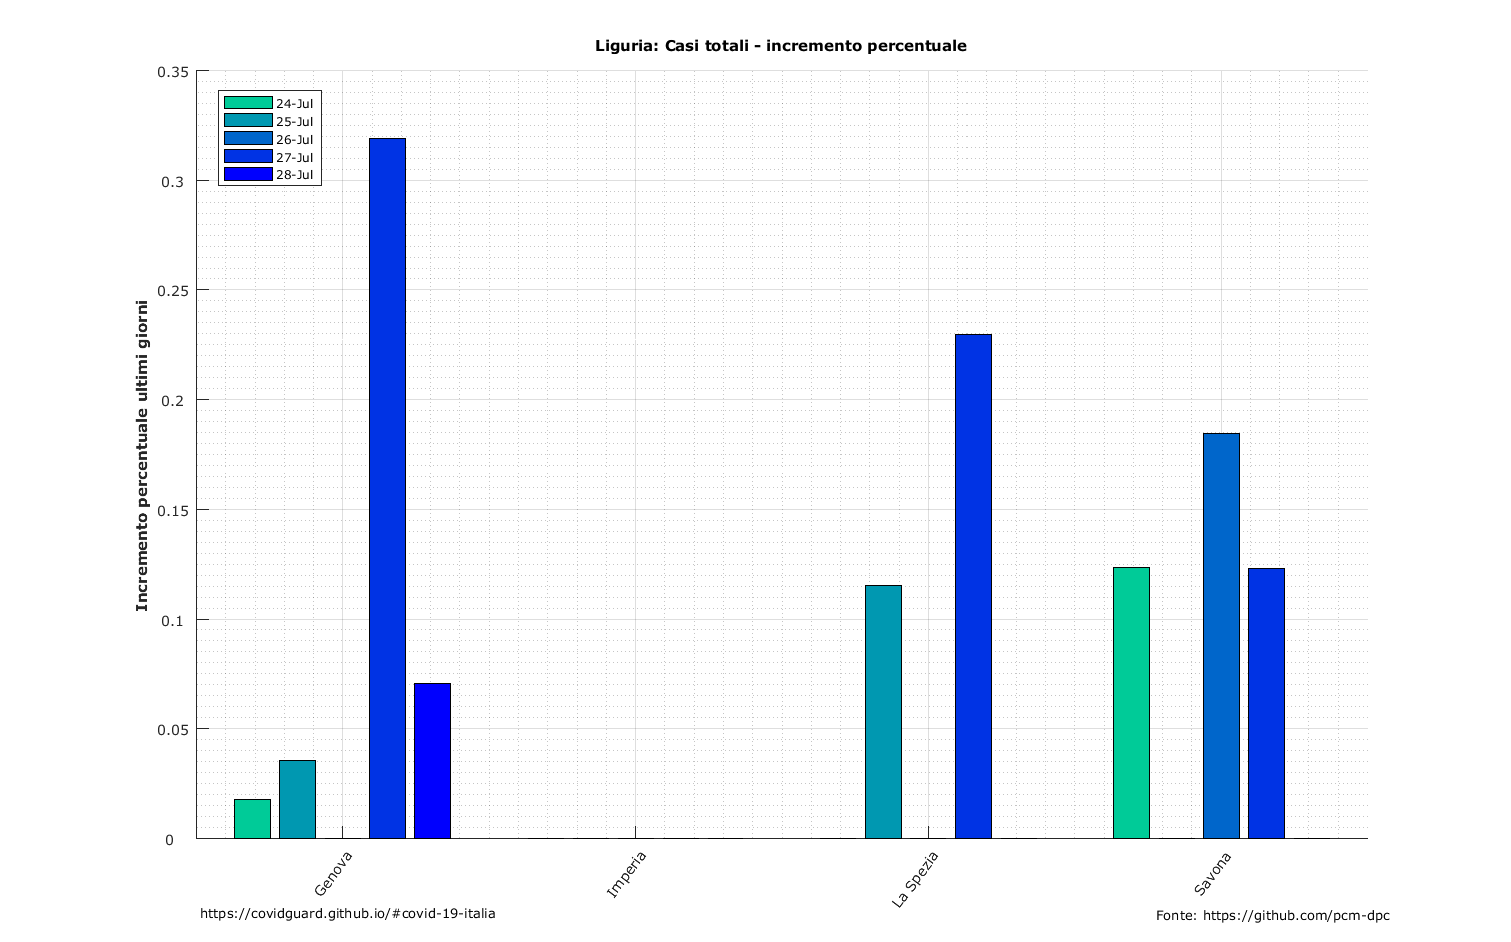 Liguria: Casi totali - incremento percentuale
0.35
0.3
0.25
0.2
0.15
0.1
0.05
0
Incremento percentuale ultimi giorni
24-Jul
25-Jul
26-Jul
27-Jul
28-Jul
Genova
Imperia
La Spezia
Savona
https://covidguard.github.io/#covid-19-italia
Fonte: https://github.com/pcm-dpc